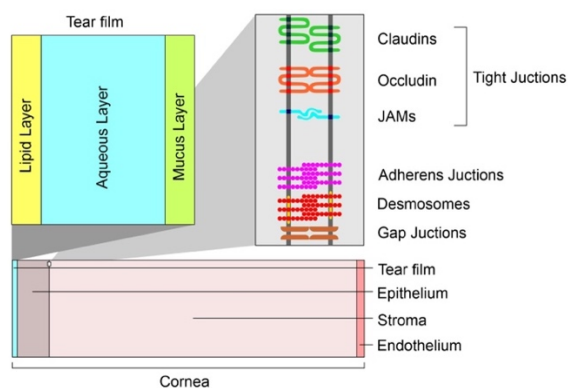 Tear film
Lipid Layer
Aqueous Layer
Mucus Layer
Claudins
Occludin
JAMs
Tight Juctions
Adherens Juctions
Desmosomes
Gap Juctions
Tear film
Epithelium
Stroma
Endothelium
Cornea